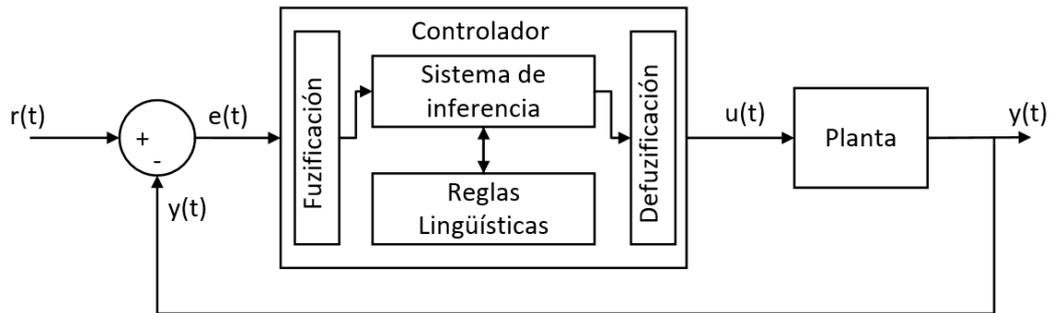 Controlador
r(t)
+
-
e(t)
y(t)
Fuzificación
Sistema de
inferencia
Reglas
Lingüísticas
Defuzificación
u(t)
Planta
y(t)